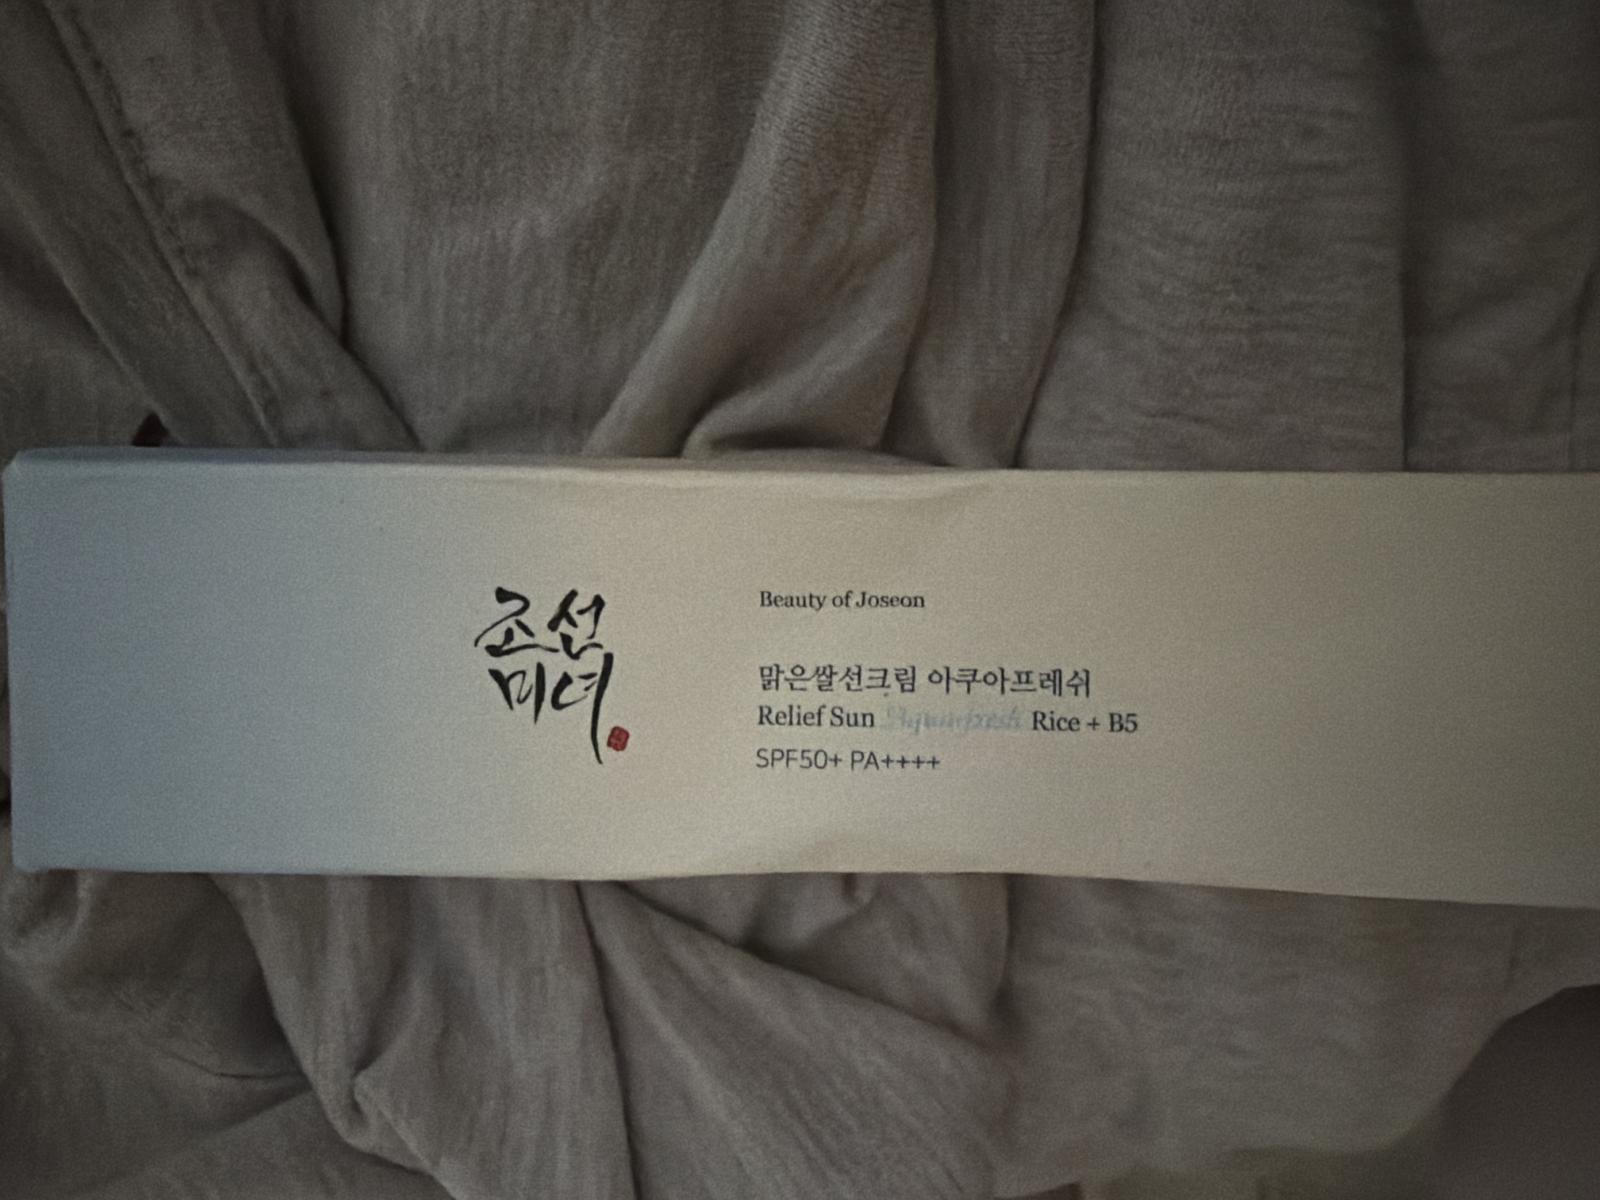 조선
미녀
Beauty of Joseon
맑은쌀선크림 아쿠아프레쉬
Relief Sun Rice + B5
SPF50+ PA++++